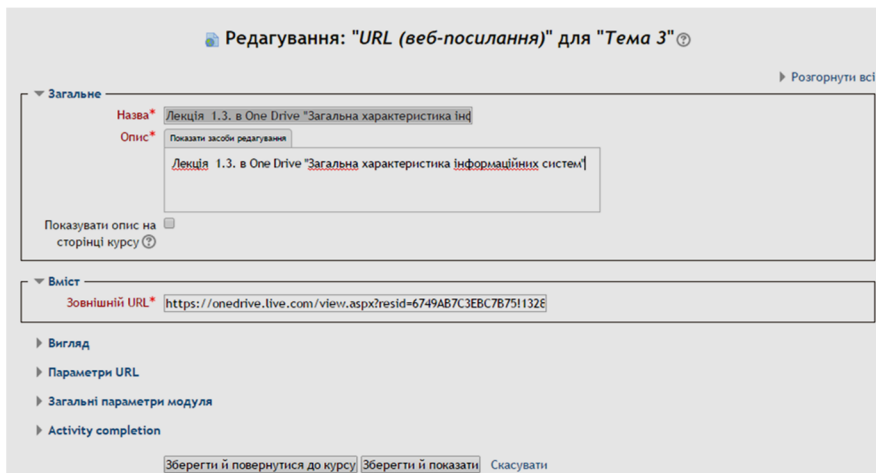 Редагування: "URL (веб-посилання)" для "Тема 3"
Розгорнути всі
Загальне
Назва* Лекція 1.3. в One Drive "Загальна характеристика інф
Опис* Показати засоби редагування
Лекція 1.3. в One Drive "Загальна характеристика інформаційних систем"
Показувати опис на
сторінці курсу
Вміст
Зовнішній URL* https://onedrive.live.com/view.aspx?resid=6749AB7C3EBC7B75!1328
Вигляд
Параметри URL
Загальні параметри модуля
Activity completion
Зберегти й повернутися до курсу Зберегти й показати Скасувати